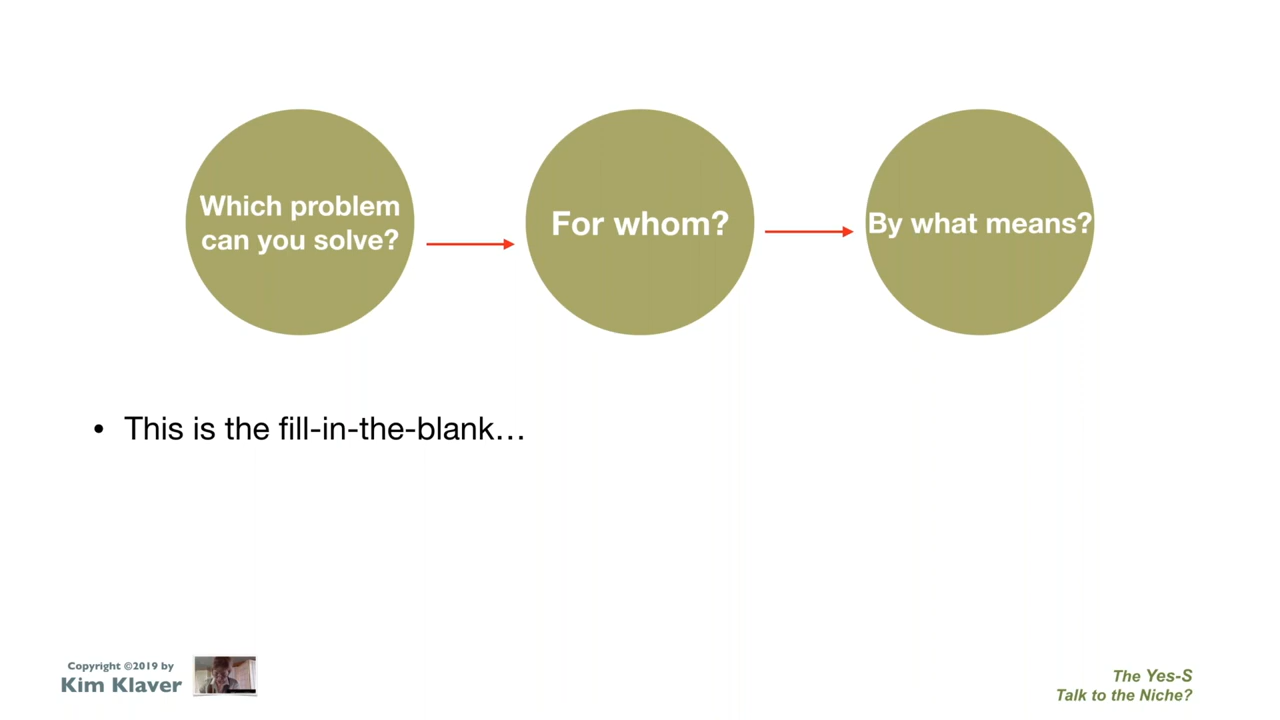 Which problem
can you solve?
For whom?
By what means?
• This is the fill-in-the-blank…
Copyright ©2019 by
Kim Klaver
The Yes-S
Talk to the Niche?